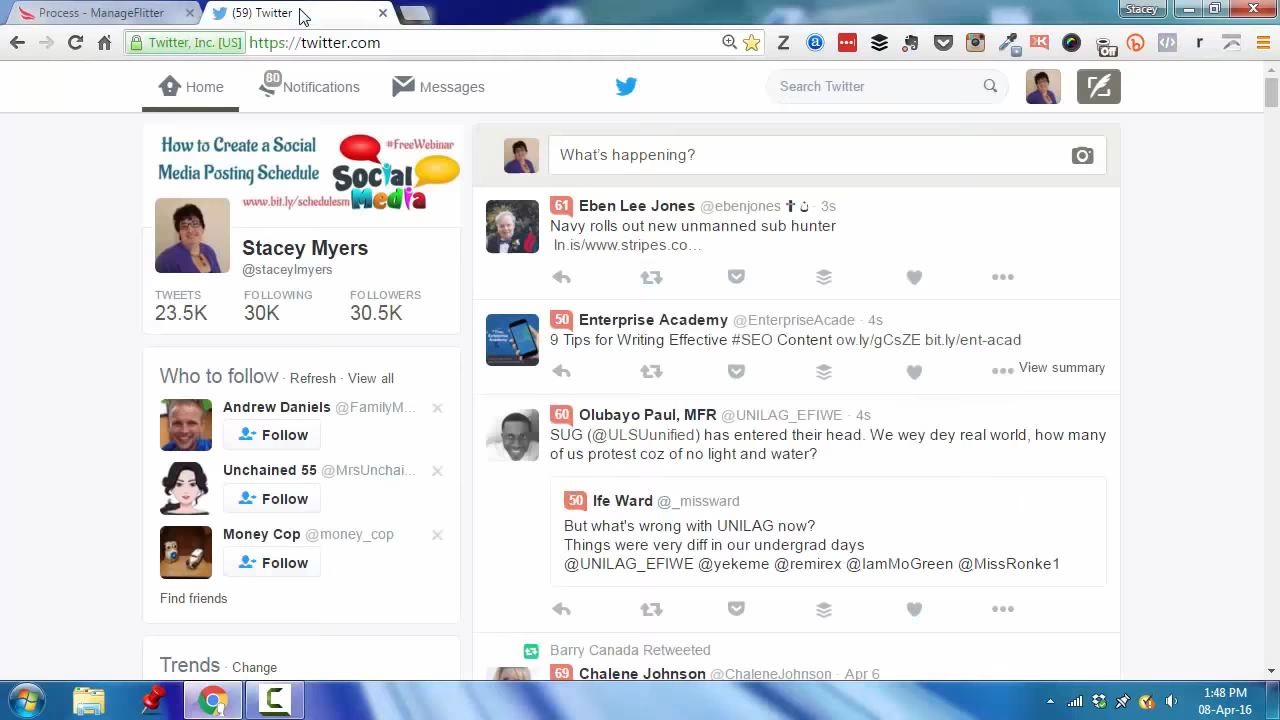 Process - ManageFlitter
(59) Twitter
Stacey
Twitter, Inc. [US]
https://twitter.com
Home
80
Notifications
Messages
Search Twitter
How to Create a Social
Media Posting Schedule
#FreeWebinar
Social
Media
www.bit.ly/schedulesm
Stacey Myers
@staceylmyers
TWEETS
FOLLOWING
FOLLOWERS
23.5K
30K
30.5K
Who to follow · Refresh · View all
Andrew Daniels @FamilyM...
Follow
Unchained 55 @MrsUnchai...
Follow
Money Cop @money_cop
Follow
Find friends
Trends · Change
What's happening?
61 Eben Lee Jones @ebenjones ✝ ن · 3s
Navy rolls out new unmanned sub hunter
ln.is/www.stripes.co…
50 Enterprise Academy @EnterpriseAcade · 4s
9 Tips for Writing Effective #SEO Content ow.ly/gCsZE bit.ly/ent-acad
View summary
60 Olubayo Paul, MFR @UNILAG_EFIWE · 4s
SUG (@ULSUunified) has entered their head. We wey dey real world, how many
of us protest coz of no light and water?
50 Ife Ward @_missward
But what's wrong with UNILAG now?
Things were very diff in our undergrad days
@UNILAG_EFIWE @yekeme @remirex @IamMoGreen @MissRonke1
Barry Canada Retweeted
69 Chalene Johnson @ChaleneJohnson · Apr 6
1:48 PM
08-Apr-16